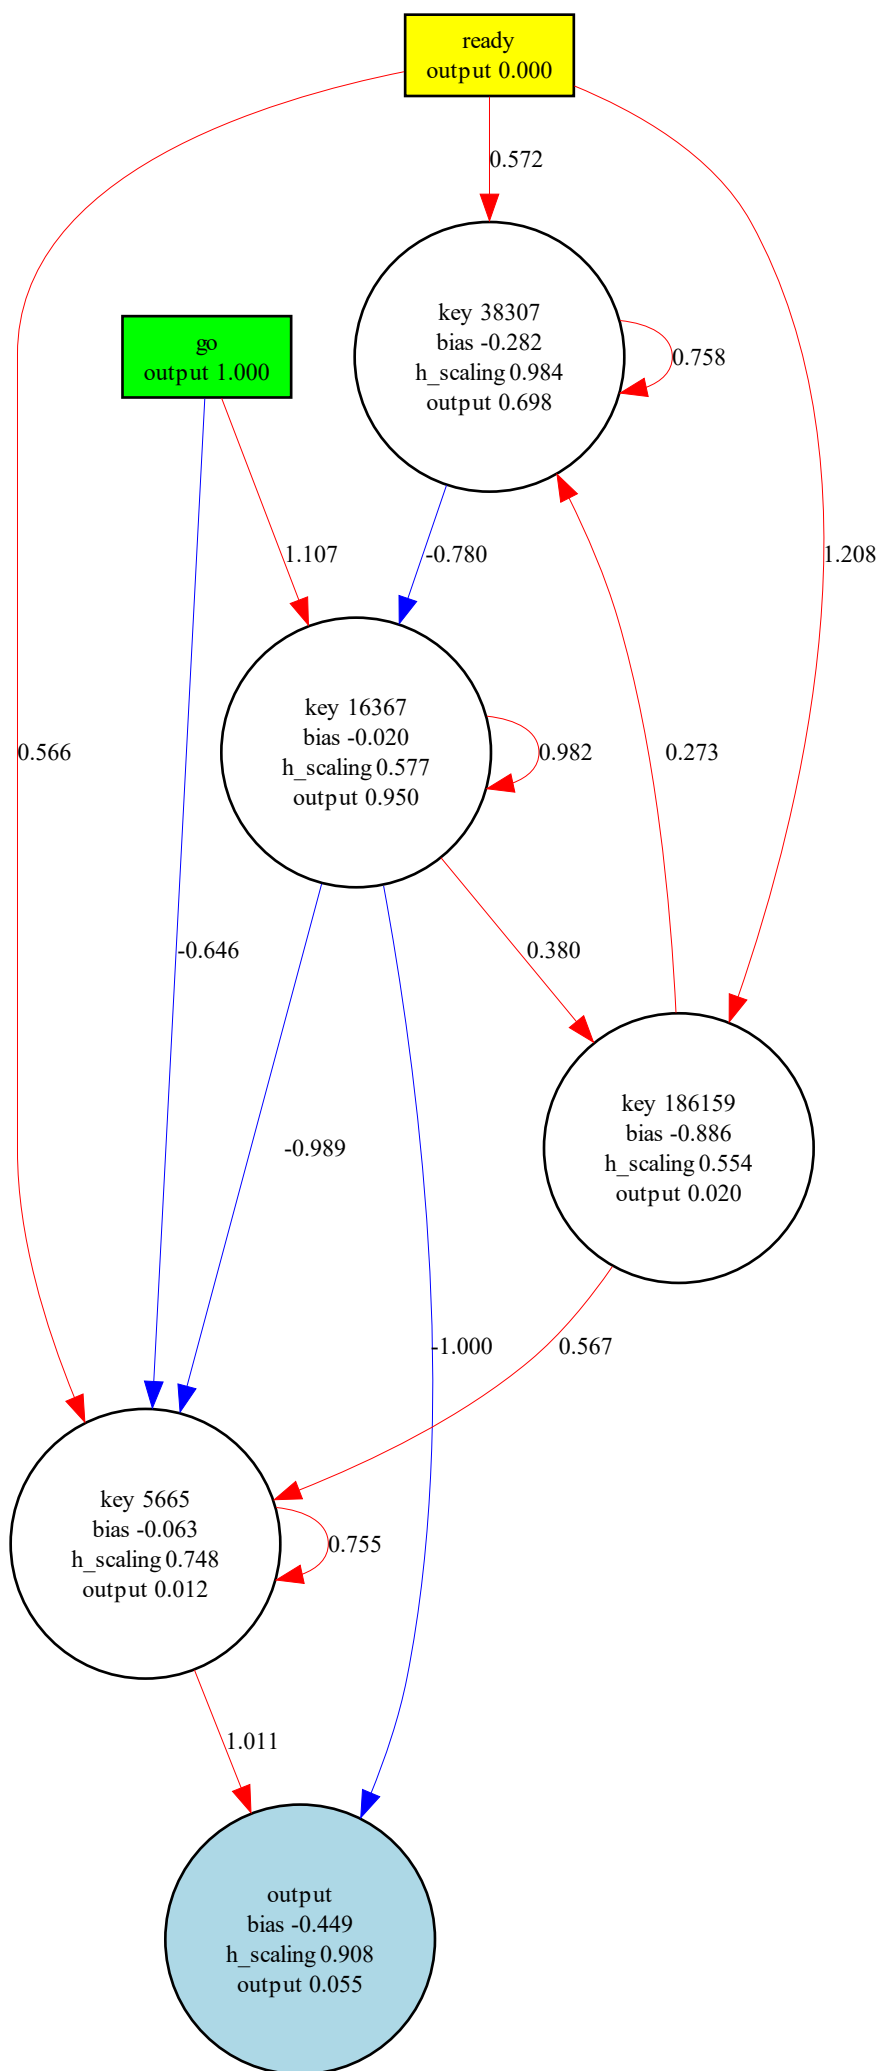 ready
output 0.000
0.572
key 38307
bias -0.282
h_scaling 0.984
output 0.698
0.758
go
output 1.000
1.107
-0.780
1.208
key 16367
bias -0.020
h_scaling 0.577
output 0.950
0.982
0.566
0.273
-0.646
0.380
key 186159
bias -0.886
h_scaling 0.554
output 0.020
-0.989
-1.000
0.567
key 5665
bias -0.063
h_scaling 0.748
output 0.012
0.755
1.011
output
bias -0.449
h_scaling 0.908
output 0.055